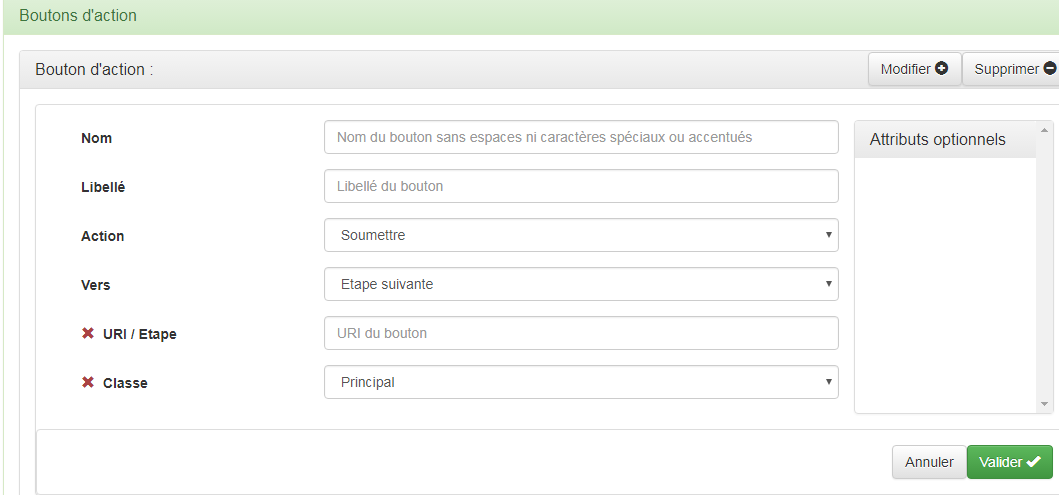 Boutons d'action
Bouton d'action :
Modifier
Supprimer
Nom
Nom du bouton sans espaces ni caractères spéciaux ou accentués
Libellé
Libellé du bouton
Action
Soumettre
Vers
Etape suivante
URI / Etape
URI du bouton
Classe
Principal
Attributs optionnels
Annuler
Valider